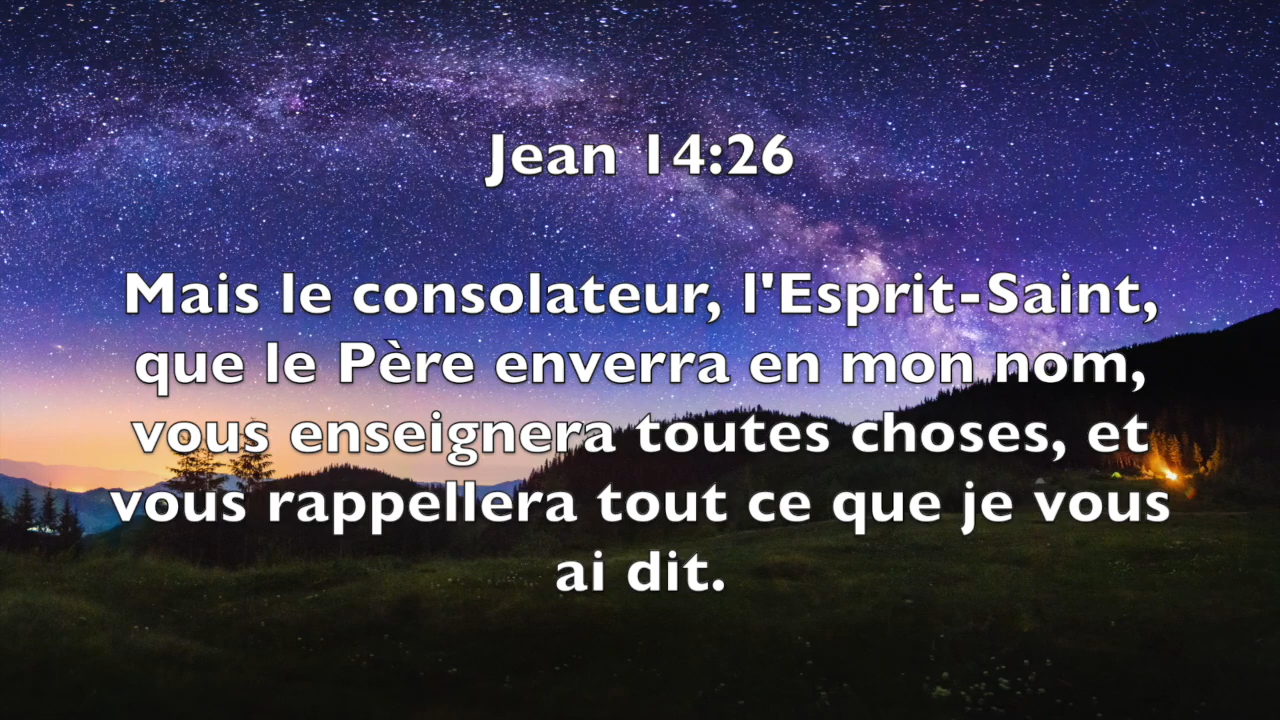 Jean 14:26
Mais le consolateur, l'Esprit-Saint,
que le Père enverra en mon nom,
vous enseignera toutes choses, et
vous rappellera tout ce que je vous
ai dit.